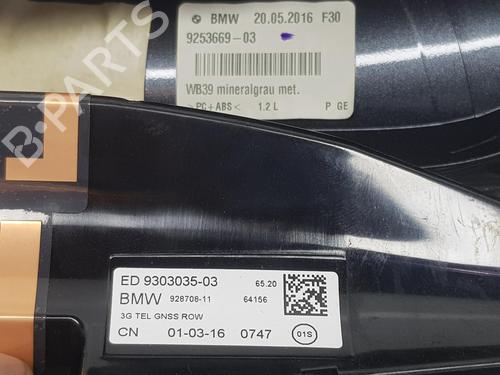 BMW 20.05.2016 F30
9253669-03
WB39 mineralgrau met.
>PC+ABS< 1.2 L P GE
B-PARTS
ED 9303035-03 65.20
BMW 928708-11 64156
3G TEL GNSS ROW
CN 01-03-16 0747 01S